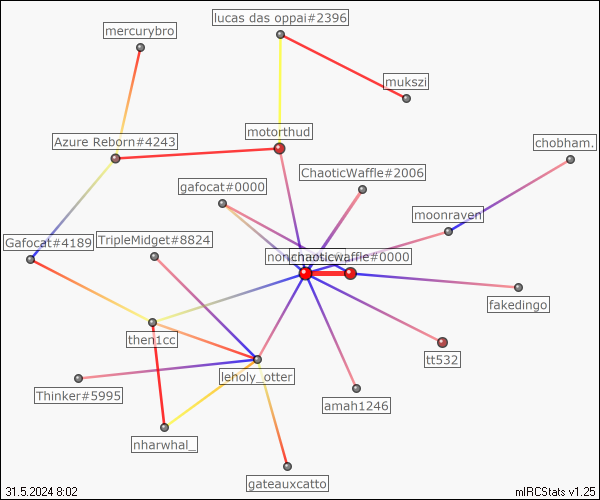 lucas das oppai#2396
mercurybro
mukszi
motorthud
Azure Reborn#4243
chobham.
ChaoticWaffle#2006
gafocat#0000
moonraven
TripleMidget#8824
Gafocat#4189
chaoticwaffle#0000
fakedingo
then1cc
tt532
leholy_otter
Thinker#5995
amah1246
nharwhal_
gateauxcatto
31.5.2024 8:02
mIRCStats v1.25